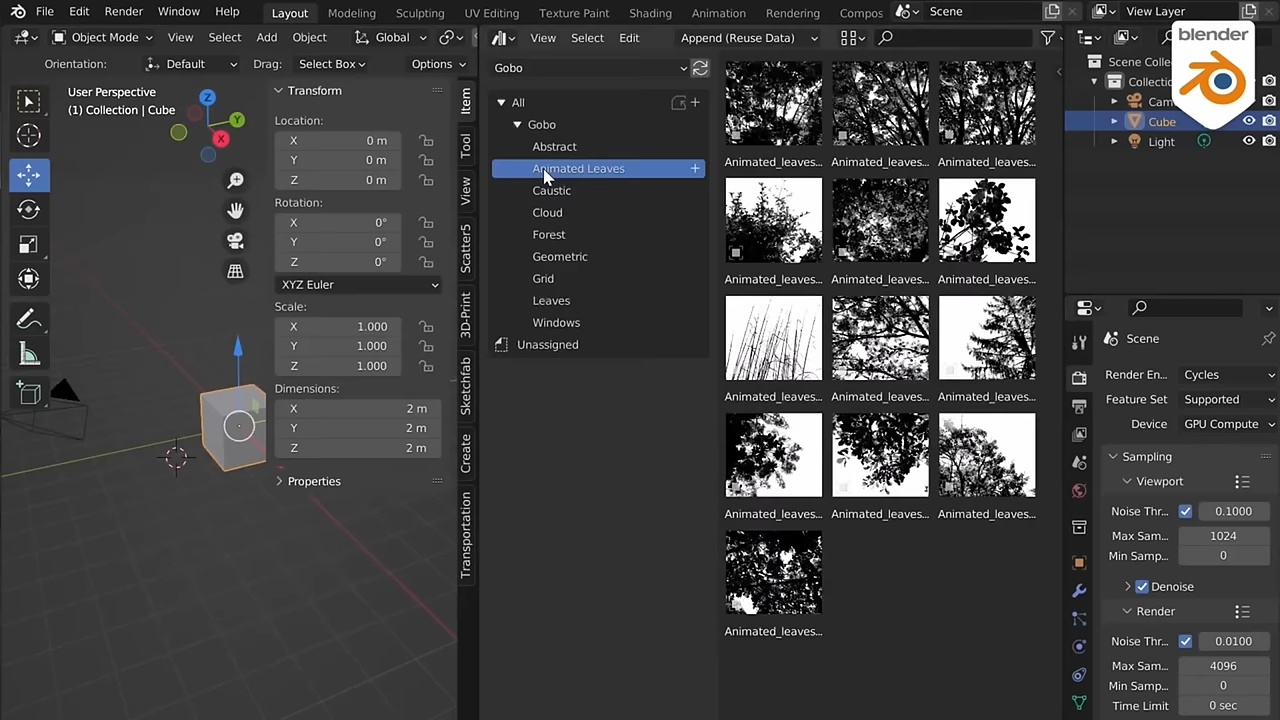 File Edit Render Window Help Layout Modeling Sculpting UV Editing Texture Paint Shading Animation Rendering Compos Scene View Layer
Object Mode View Select Add Object Global
Orientation: Default Drag: Select Box Options
User Perspective
(1) Collection | Cube
Z
Y
X
Transform
Location:
X 0 m
Y 0 m
Z 0 m
Rotation:
X 0°
Y 0°
Z 0°
XYZ Euler
Scale:
X 1.000
Y 1.000
Z 1.000
Dimensions:
X 2 m
Y 2 m
Z 2 m
Properties
Item
Tool
View
Scatter5
3D-Print
Sketchfab
Create
Transportation
View Select Edit Append (Reuse Data)
Gobo
All
Gobo
Abstract
Animated Leaves
Caustic
Cloud
Forest
Geometric
Grid
Leaves
Windows
Unassigned
Animated_leaves... Animated_leaves... Animated_leaves...
Animated_leaves... Animated_leaves... Animated_leaves...
Animated_leaves... Animated_leaves... Animated_leaves...
Animated_leaves... Animated_leaves... Animated_leaves...
Animated_leaves...
blender
Scene Colle
Collectio
Cam
Cube
Light
Scene
Render En... Cycles
Feature Set Supported
Device GPU Compute
Sampling
Viewport
Noise Thr... 0.1000
Max Sam... 1024
Min Samp... 0
Denoise
Render
Noise Thr... 0.0100
Max Sam... 4096
Min Samp... 0
Time Limit 0 sec